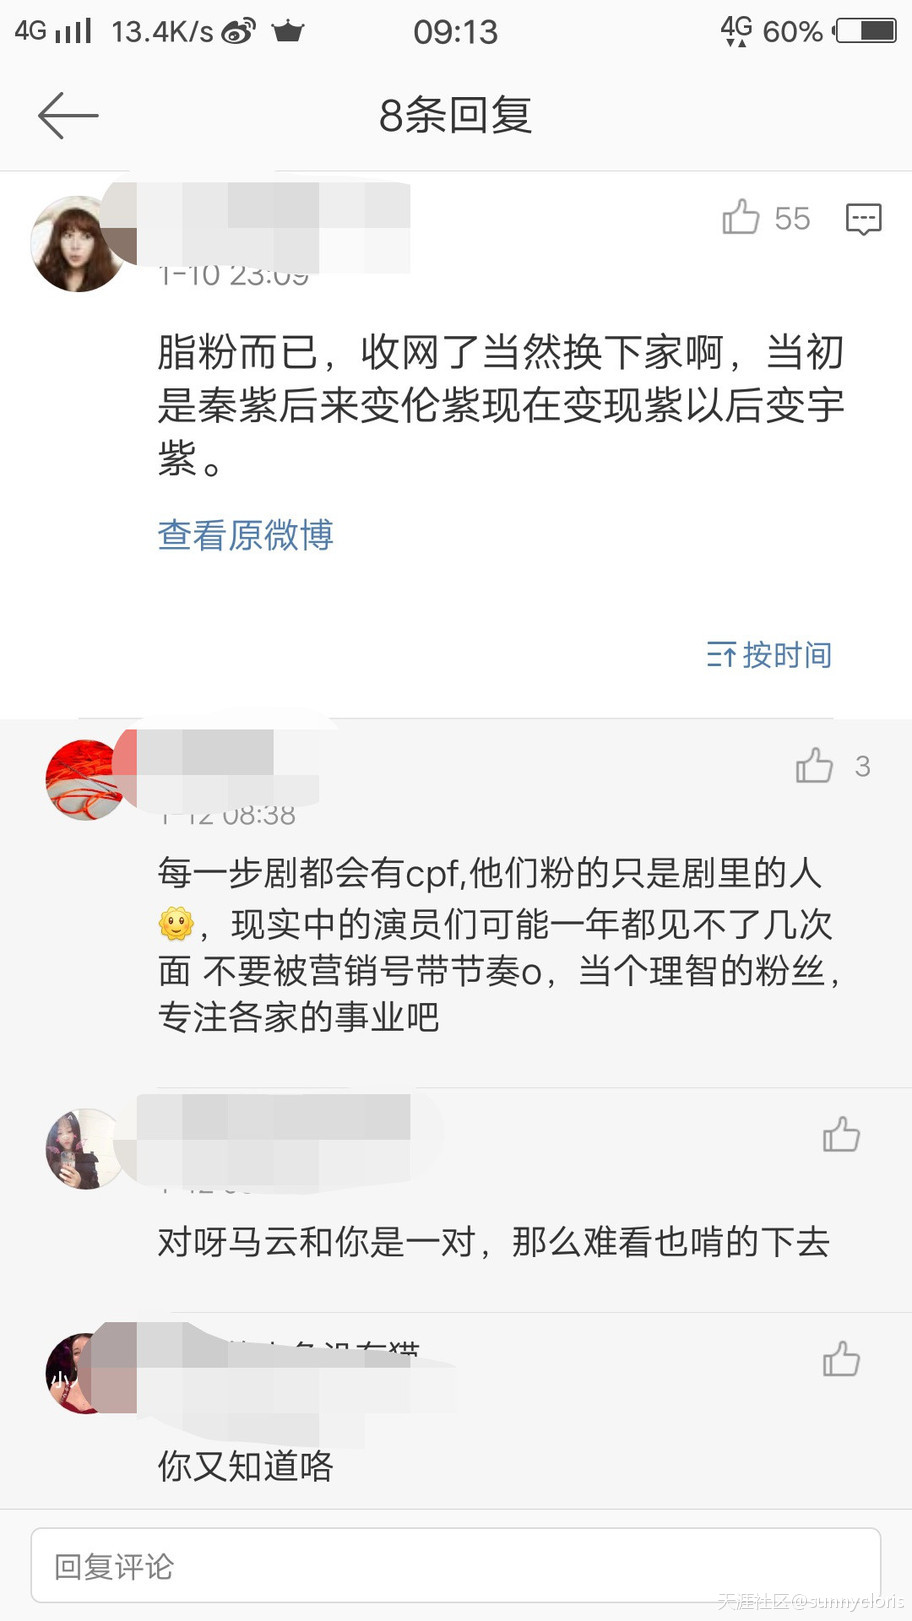 4G 13.4K/s 09:13 4G 60%
8条回复
55
1-10 23:09
脂粉而已，收网了当然换下家啊，当初
是秦紫后来变伦紫现在变现紫以后变宇
紫。
查看原微博
按时间
3
1-12 08:38
每一步剧都会有cpf,他们粉的只是剧里的人
，现实中的演员们可能一年都见不了几次
面 不要被营销号带节奏o，当个理智的粉丝，
专注各家的事业吧
对呀马云和你是一对，那么难看也啃的下去
你又知道咯
回复评论
天涯社区@sunnycloris